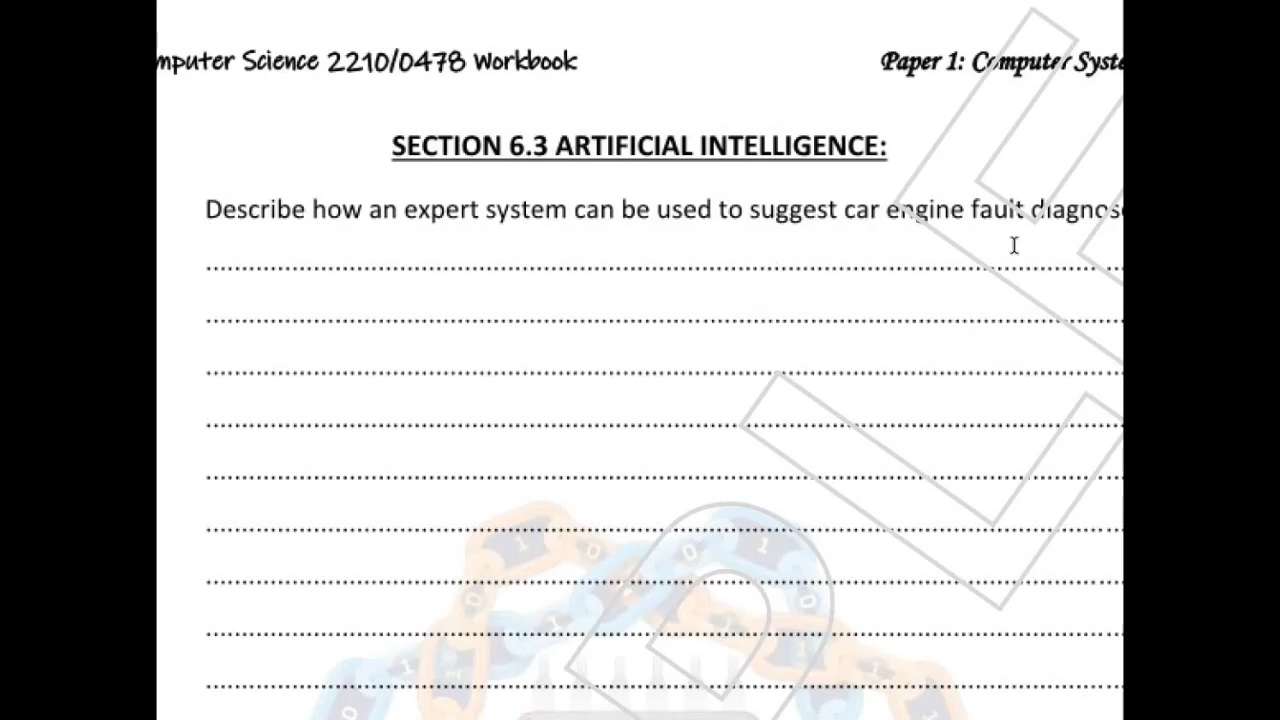 mputer Science 2210/0478 Workbook
Paper 1: Computer Syste
SECTION 6.3 ARTIFICIAL INTELLIGENCE:
Describe how an expert system can be used to suggest car engine fault diagnos